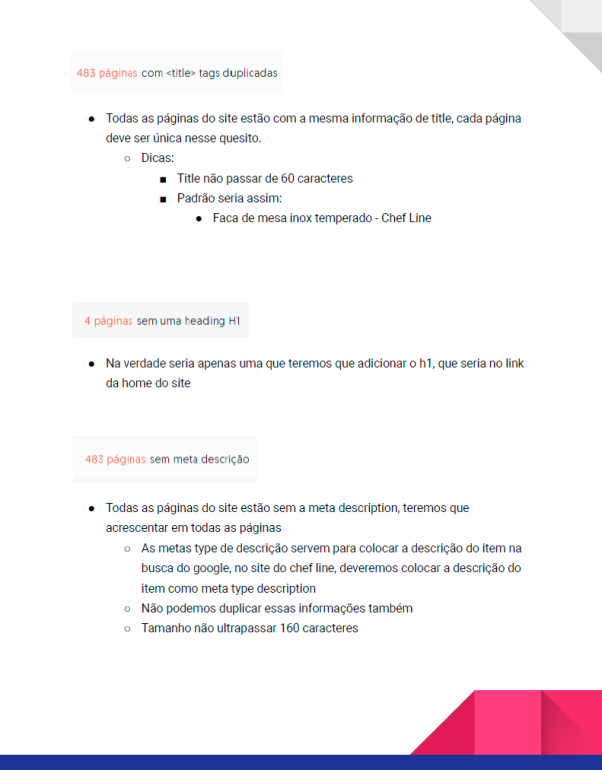 483 páginas com <title> tags duplicadas
● Todas as páginas do site estão com a mesma informação de title, cada página
deve ser única nesse quesito.
○ Dicas:
■ Title não passar de 60 caracteres
■ Padrão seria assim:
● Faca de mesa inox temperado - Chef Line
4 páginas sem uma heading H1
● Na verdade seria apenas uma que teremos que adicionar o h1, que seria no link
da home do site
483 páginas sem meta descrição
● Todas as páginas do site estão sem a meta description, teremos que
acrescentar em todas as páginas
○ As metas type de descrição servem para colocar a descrição do item na
busca do google, no site do chef line, deveremos colocar a descrição do
item como meta type description
○ Não podemos duplicar essas informações também
○ Tamanho não ultrapassar 160 caracteres